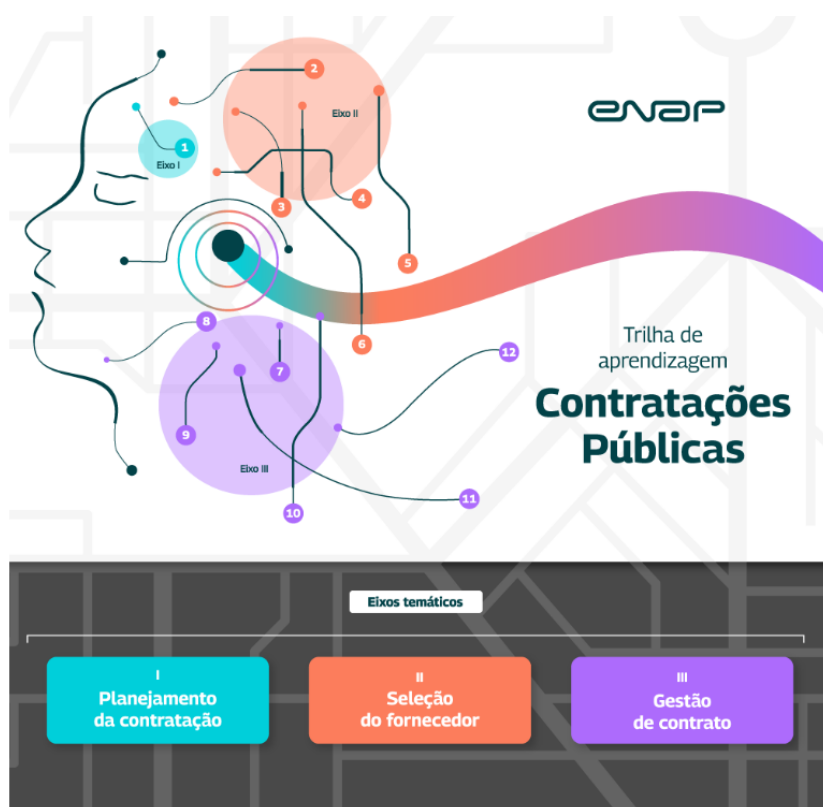 enap
2
Eixo II
1
Eixo I
3
4
5
6
8
7
12
9
Eixo III
11
10
Trilha de
aprendizagem
Contratações
Públicas
Eixos temáticos
I
Planejamento
da contratação
II
Seleção
do fornecedor
III
Gestão
de contrato